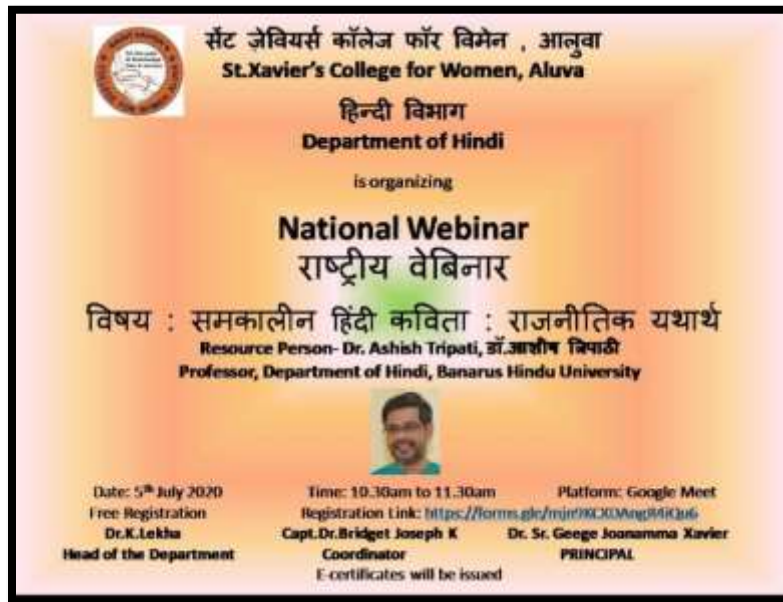 सेंट ज़ेवियर्स कॉलेज फॉर विमेन , आलुवा
St.Xavier's College for Women, Aluva
हिन्दी विभाग
Department of Hindi
is organizing
National Webinar
राष्ट्रीय वेबिनार
विषय : समकालीन हिंदी कविता : राजनीतिक यथार्थ
Resource Person- Dr. Ashish Tripati, डॉ.आशीष त्रिपाठी
Professor, Department of Hindi, Banarus Hindu University
Date: 5th July 2020 Time: 10.30am to 11.30am Platform: Google Meet
Free Registration Registration Link:
Dr.K.Lekha Capt.Dr.Bridget Joseph K Dr. Sr. Geege Joanamma Xavier
Head of the Department Coordinator PRINCIPAL
E-certificates will be issued